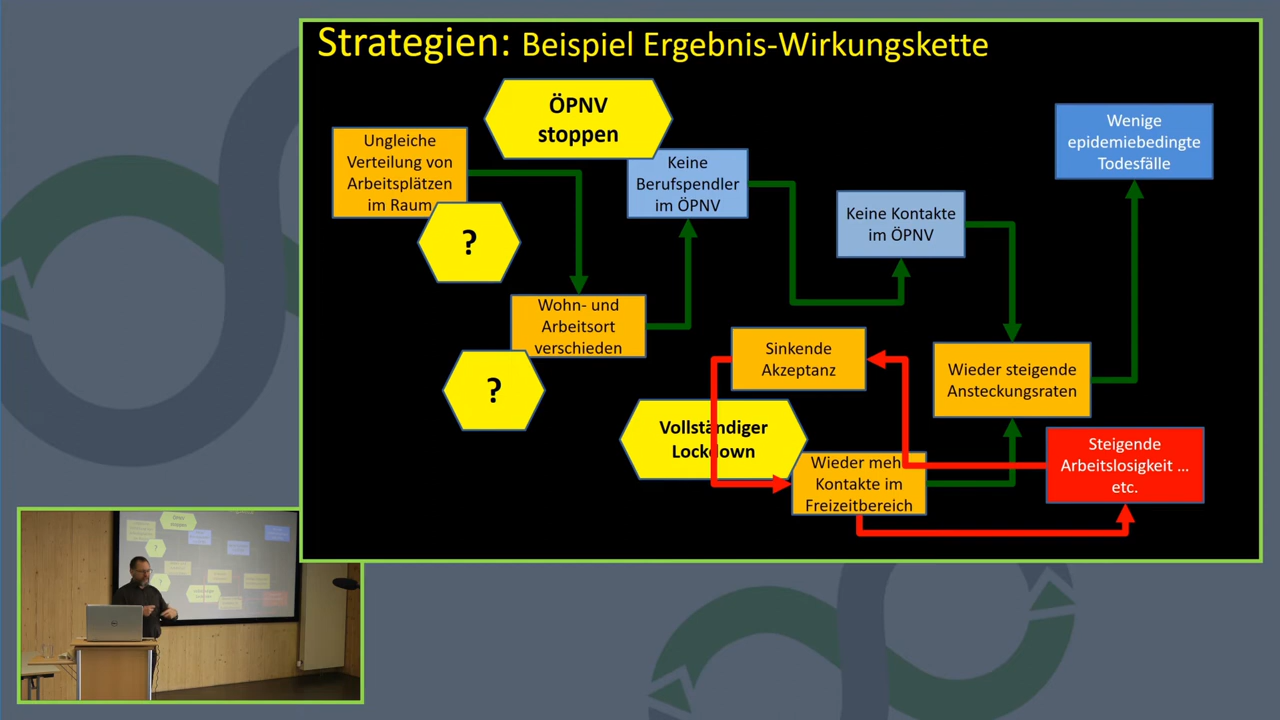 Strategien: Beispiel Ergebnis-Wirkungskette
ÖPNV
stoppen
Ungleiche
Verteilung von
Arbeitsplätzen
im Raum
?
Keine
Berufspendler
im ÖPNV
Wenige
epidemiebedingte
Todesfälle
Keine Kontakte
im ÖPNV
Wohn- und
Arbeitsort
verschieden
?
Sinkende
Akzeptanz
Wieder steigende
Ansteckungsraten
Vollständiger
Lockdown
Wieder mehr
Kontakte im
Freizeitbereich
Steigende
Arbeitslosigkeit ...
etc.